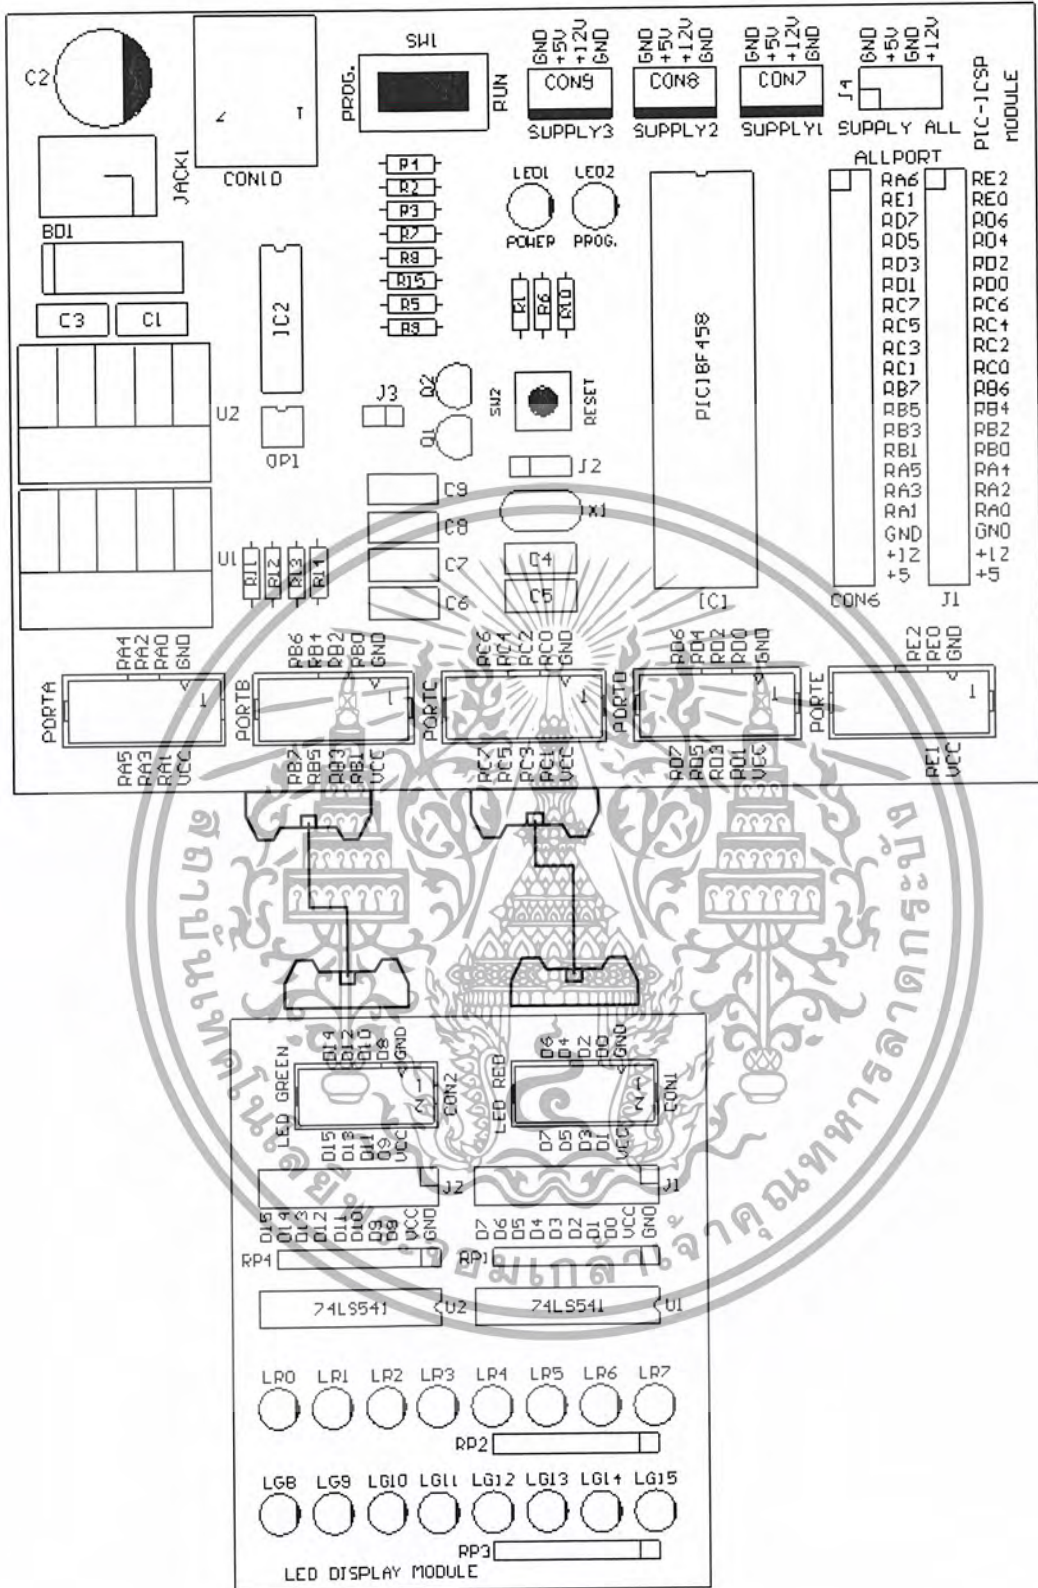 C2
JACK1
2 1
CON10
SW1
PROG.
RUN
GND
+5V
+12V
GND
CON9
SUPPLY3
GND
+5V
+12V
GND
CON8
SUPPLY2
GND
+5V
+12V
GND
CON7
SUPPLY1
GND
+5V
GND
+12V
J4
SUPPLY ALL
PIC-ICSP
MODULE
BD1
C3
C1
IC2
U2
OP1
U1
R4
R2
R3
R7
R8
R15
R5
R9
LED1
POWER
LED2
PROG.
R1
R6
R10
J3
Q2
Q1
SW2
RESET
J2
X1
C9
C8
C7
C6
C4
C5
R11
R12
R13
R14
PIC18F458
IC1
ALLPORT
RA6 RE2
RE1 RE0
RD7 RD6
RD5 RD4
RD3 RD2
RD1 RD0
RC7 RC6
RC5 RC4
RC3 RC2
RC1 RC0
RB7 RB6
RB5 RB4
RB3 RB2
RB1 RB0
RA5 RA4
RA3 RA2
RA1 RA0
GND GND
+12 +12
+5 +5
CON6 J1
PORTA
RA4
RA2
RA0
GND
1
RA5
RA3
RA1
VCC
PORTB
RB6
RB4
RB2
RB0
GND
1
RB7
RB5
RB3
RB1
VCC
PORTC
RC6
RC4
RC2
RC0
GND
1
RC7
RC5
RC3
RC1
VCC
PORTD
RD6
RD4
RD2
RD0
GND
1
RD7
RD5
RD3
RD1
VCC
PORTE
RE2
RE0
GND
1
RE1
VCC
LED GREEN
D14
D12
D10
D8
GND
1
2
CON2
D15
D13
D11
D9
VCC
LED RED
D6
D4
D2
D0
GND
1
2
CON1
D7
D5
D3
D1
VCC
J2
D15
D14
D13
D12
D11
D10
D9
D8
VCC
GND
J1
D7
D6
D5
D4
D3
D2
D1
D0
VCC
GND
RP4
RP1
74LS541
U2
74LS541
U1
LR0 LR1 LR2 LR3 LR4 LR5 LR6 LR7
RP2
LG8 LG9 LG10 LG11 LG12 LG13 LG14 LG15
RP3
LED DISPLAY MODULE